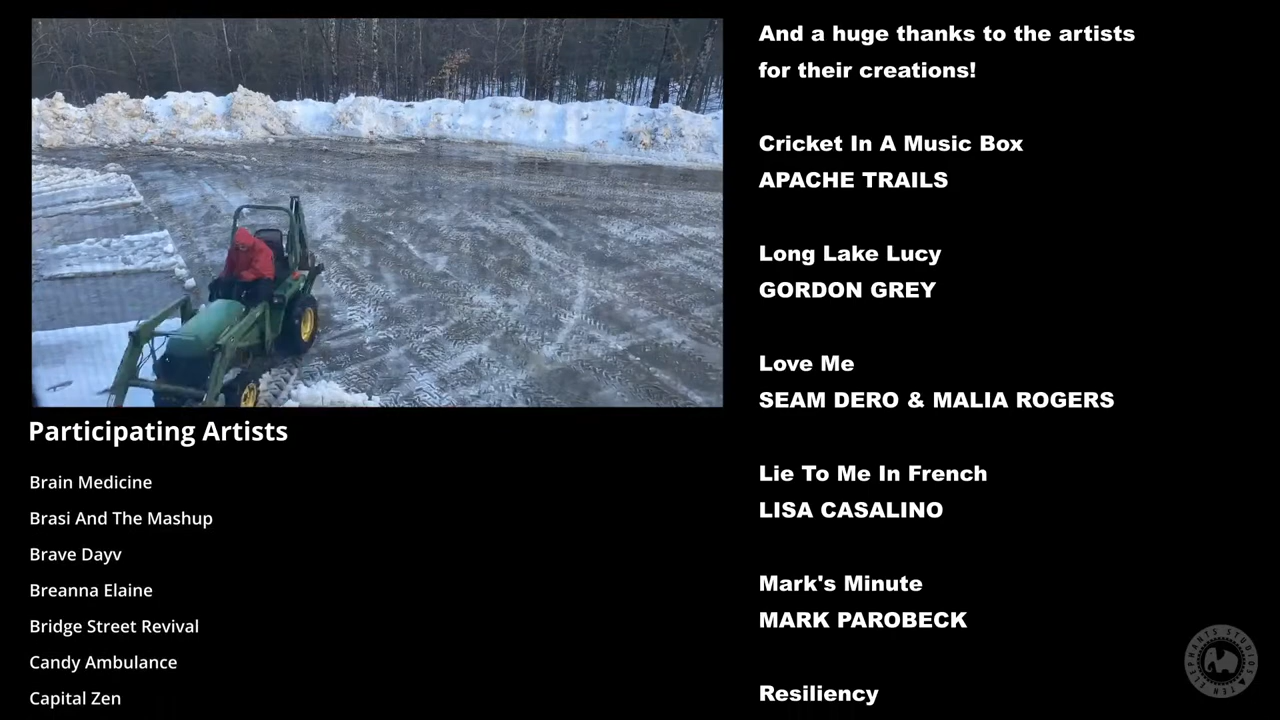 And a huge thanks to the artists
for their creations!
Cricket In A Music Box
APACHE TRAILS
Long Lake Lucy
GORDON GREY
Love Me
SEAM DERO & MALIA ROGERS
Lie To Me In French
LISA CASALINO
Mark's Minute
MARK PAROBECK
Resiliency
Participating Artists
Brain Medicine
Brasi And The Mashup
Brave Dayv
Breanna Elaine
Bridge Street Revival
Candy Ambulance
Capital Zen
TEN ELEPHANTS STUDIOS